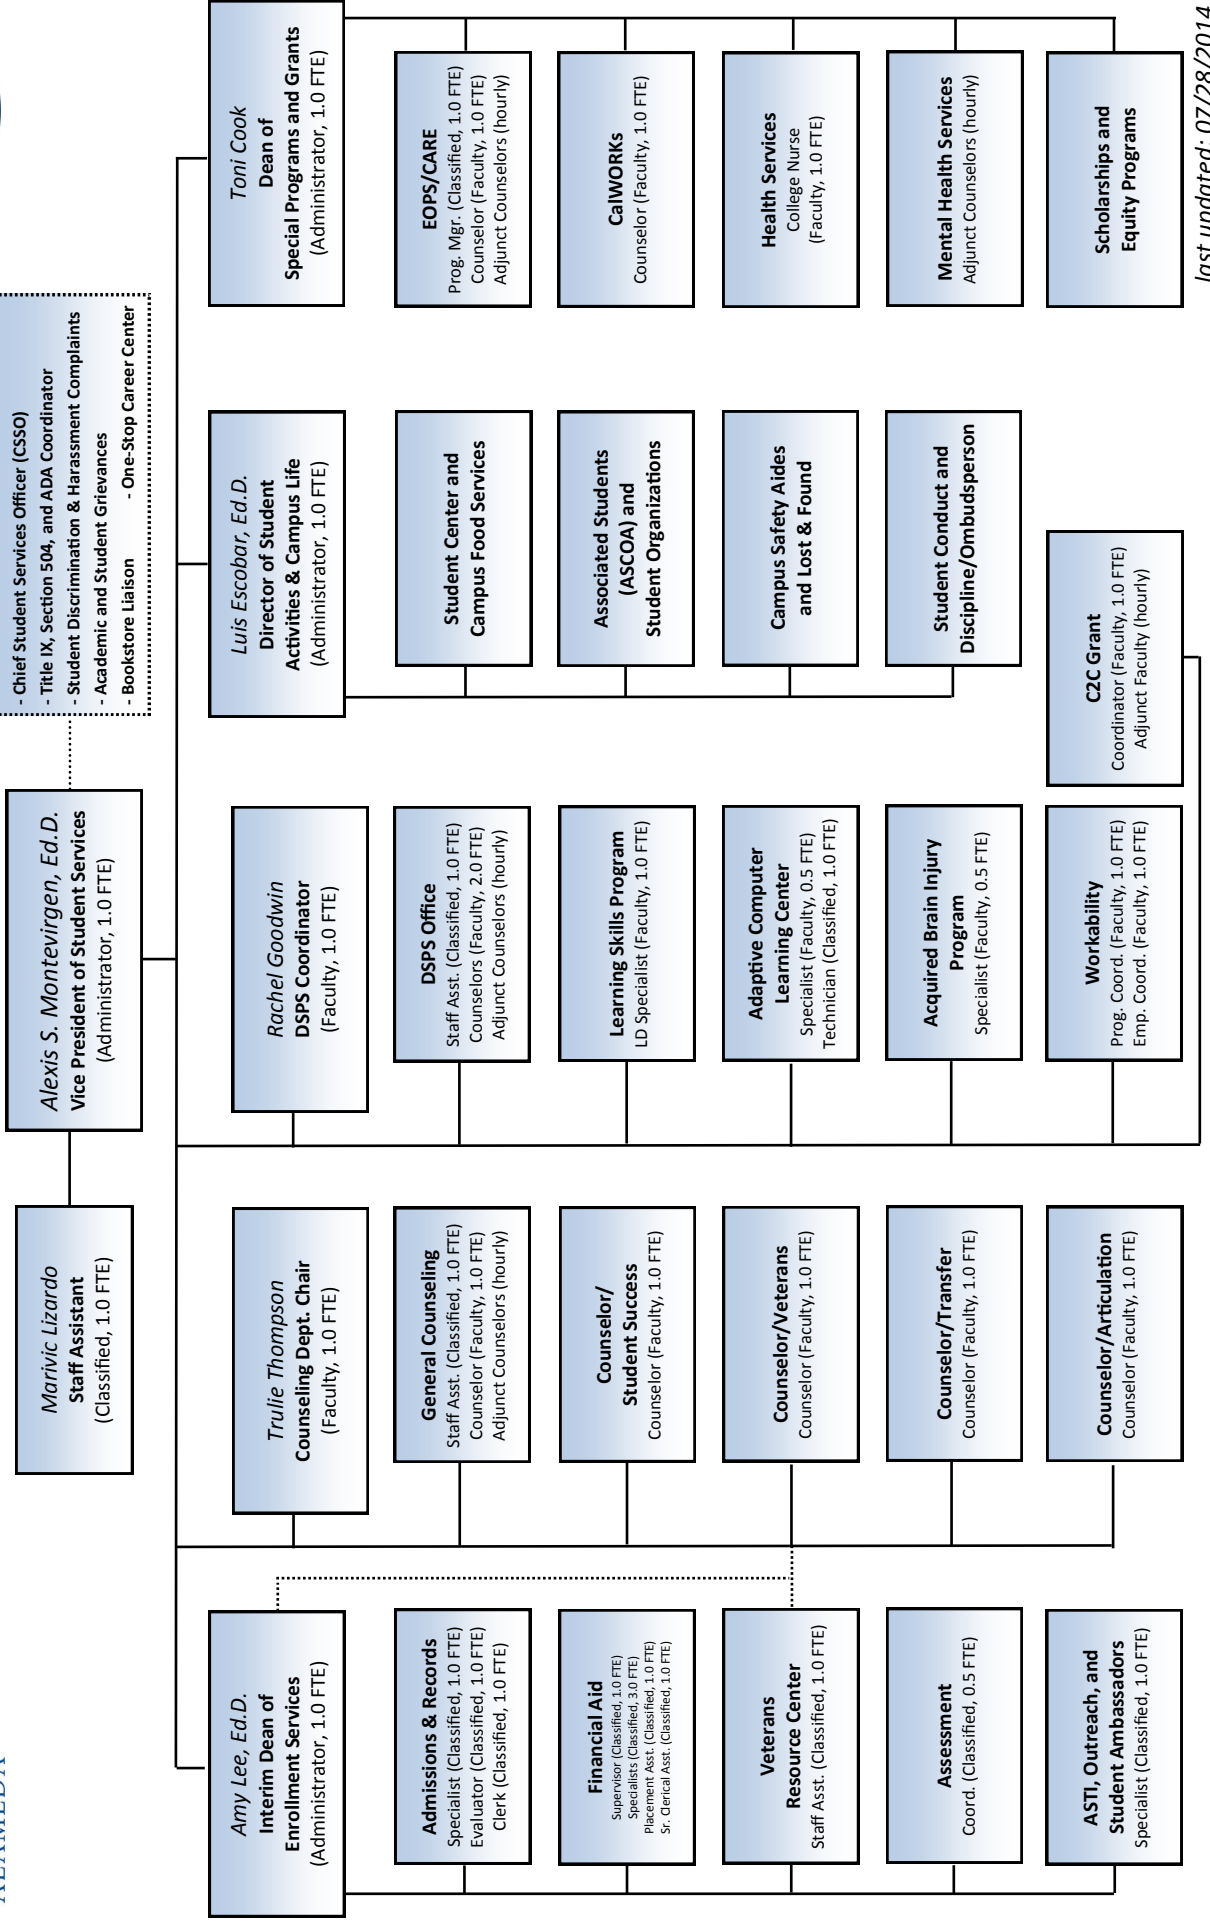 ALAMEDA
- Chief Student Services Officer (CSSO)
- Title IX, Section 504, and ADA Coordinator
- Student Discrimination & Harassment Complaints
- Academic and Student Grievances
- Bookstore Liaison - One-Stop Career Center
Alexis S. Montevirgen, Ed.D.
Vice President of Student Services
(Administrator, 1.0 FTE)
Marivic Lizardo
Staff Assistant
(Classified, 1.0 FTE)
Amy Lee, Ed.D.
Interim Dean of
Enrollment Services
(Administrator, 1.0 FTE)
Admissions & Records
Specialist (Classified, 1.0 FTE)
Evaluator (Classified, 1.0 FTE)
Clerk (Classified, 1.0 FTE)
Financial Aid
Supervisor (Classified, 1.0 FTE)
Specialists (Classified, 3.0 FTE)
Placement Asst. (Classified, 1.0 FTE)
Sr. Clerical Asst. (Classified, 1.0 FTE)
Veterans
Resource Center
Staff Asst. (Classified, 1.0 FTE)
Assessment
Coord. (Classified, 0.5 FTE)
ASTI, Outreach, and
Student Ambassadors
Specialist (Classified, 1.0 FTE)
Trulie Thompson
Counseling Dept. Chair
(Faculty, 1.0 FTE)
General Counseling
Staff Asst. (Classified, 1.0 FTE)
Counselor (Faculty, 1.0 FTE)
Adjunct Counselors (hourly)
Counselor/
Student Success
Counselor (Faculty, 1.0 FTE)
Counselor/Veterans
Counselor (Faculty, 1.0 FTE)
Counselor/Transfer
Counselor (Faculty, 1.0 FTE)
Counselor/Articulation
Counselor (Faculty, 1.0 FTE)
Rachel Goodwin
DSPS Coordinator
(Faculty, 1.0 FTE)
DSPS Office
Staff Asst. (Classified, 1.0 FTE)
Counselors (Faculty, 2.0 FTE)
Adjunct Counselors (hourly)
Learning Skills Program
LD Specialist (Faculty, 1.0 FTE)
Adaptive Computer
Learning Center
Specialist (Faculty, 0.5 FTE)
Technician (Classified, 1.0 FTE)
Acquired Brain Injury
Program
Specialist (Faculty, 0.5 FTE)
Workability
Prog. Coord. (Faculty, 1.0 FTE)
Emp. Coord. (Faculty, 1.0 FTE)
C2C Grant
Coordinator (Faculty, 1.0 FTE)
Adjunct Faculty (hourly)
Luis Escobar, Ed.D.
Director of Student
Activities & Campus Life
(Administrator, 1.0 FTE)
Student Center and
Campus Food Services
Associated Students
(ASCOA) and
Student Organizations
Campus Safety Aides
and Lost & Found
Student Conduct and
Discipline/Ombudsperson
Toni Cook
Dean of
Special Programs and Grants
(Administrator, 1.0 FTE)
EOPS/CARE
Prog. Mgr. (Classified, 1.0 FTE)
Counselor (Faculty, 1.0 FTE)
Adjunct Counselors (hourly)
CalWORKs
Counselor (Faculty, 1.0 FTE)
Health Services
College Nurse
(Faculty, 1.0 FTE)
Mental Health Services
Adjunct Counselors (hourly)
Scholarships and
Equity Programs
last updated: 07/28/2014